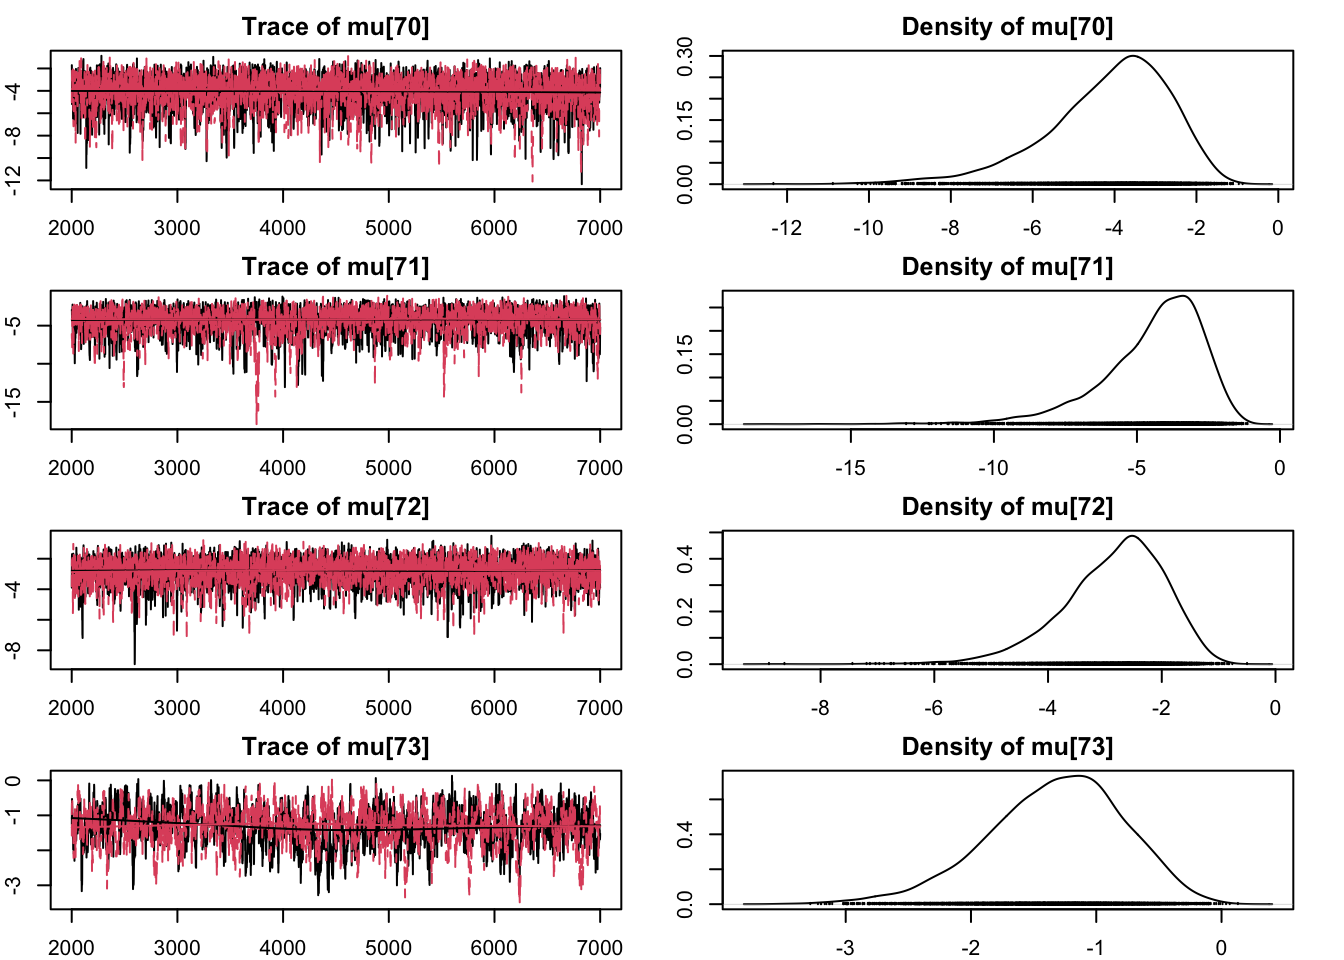 Trace of mu[70]
-12 -8 -4
2000 3000 4000 5000 6000 7000
Density of mu[70]
0.00 0.15 0.30
-12 -10 -8 -6 -4 -2 0
Trace of mu[71]
-15 -5
2000 3000 4000 5000 6000 7000
Density of mu[71]
0.00 0.15
-15 -10 -5 0
Trace of mu[72]
-8 -4
2000 3000 4000 5000 6000 7000
Density of mu[72]
0.0 0.2 0.4
-8 -6 -4 -2 0
Trace of mu[73]
-3 -1 0
2000 3000 4000 5000 6000 7000
Density of mu[73]
0.0 0.4
-3 -2 -1 0